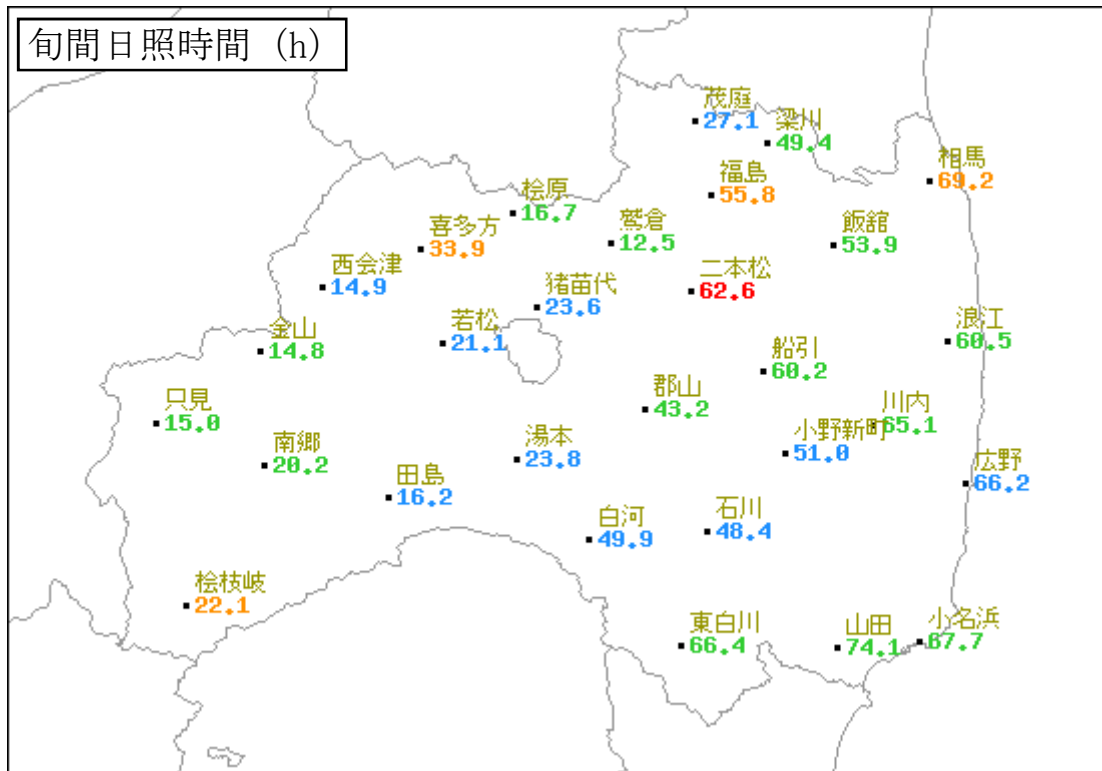 旬間日照時間 (h)
茂庭
27.1
梁川
49.4
相馬
69.2
福島
55.8
桧原
16.7
鷲倉
12.5
飯舘
53.9
喜多方
33.9
西会津
14.9
猪苗代
23.6
二本松
62.6
金山
14.8
若松
21.1
浪江
60.5
船引
60.2
只見
15.0
郡山
43.2
川内
65.1
南郷
20.2
湯本
23.8
小野新町
51.0
広野
66.2
田島
16.2
白河
49.9
石川
48.4
桧枝岐
22.1
東白川
66.4
山田
74.1
小名浜
67.7